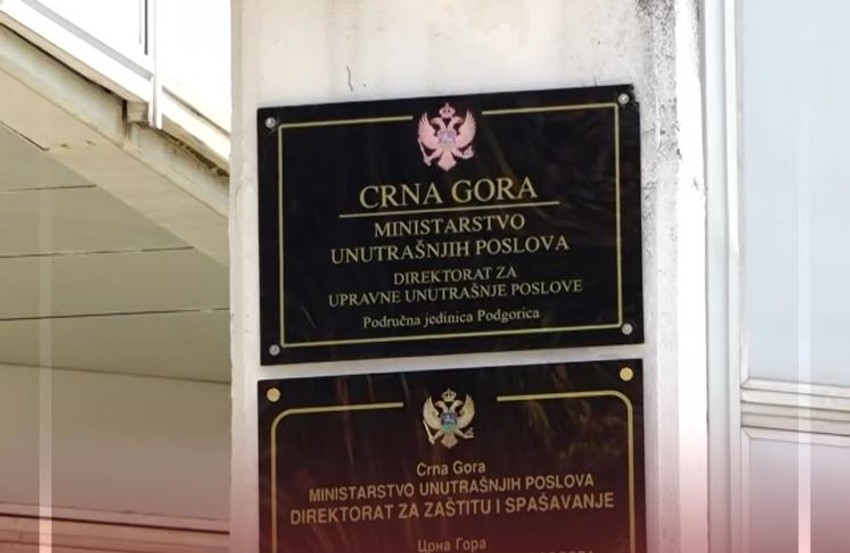 CRNA GORA
MINISTARSTVO
UNUTRAŠNJIH POSLOVA
DIREKTORAT ZA
UPRAVNE UNUTRAŠNJE POSLOVE
Područna jedinica Podgorica
Crna Gora
MINISTARSTVO UNUTRAŠNJIH POSLOVA
DIREKTORAT ZA ZAŠTITU I SPAŠAVANJE
Црна Гора